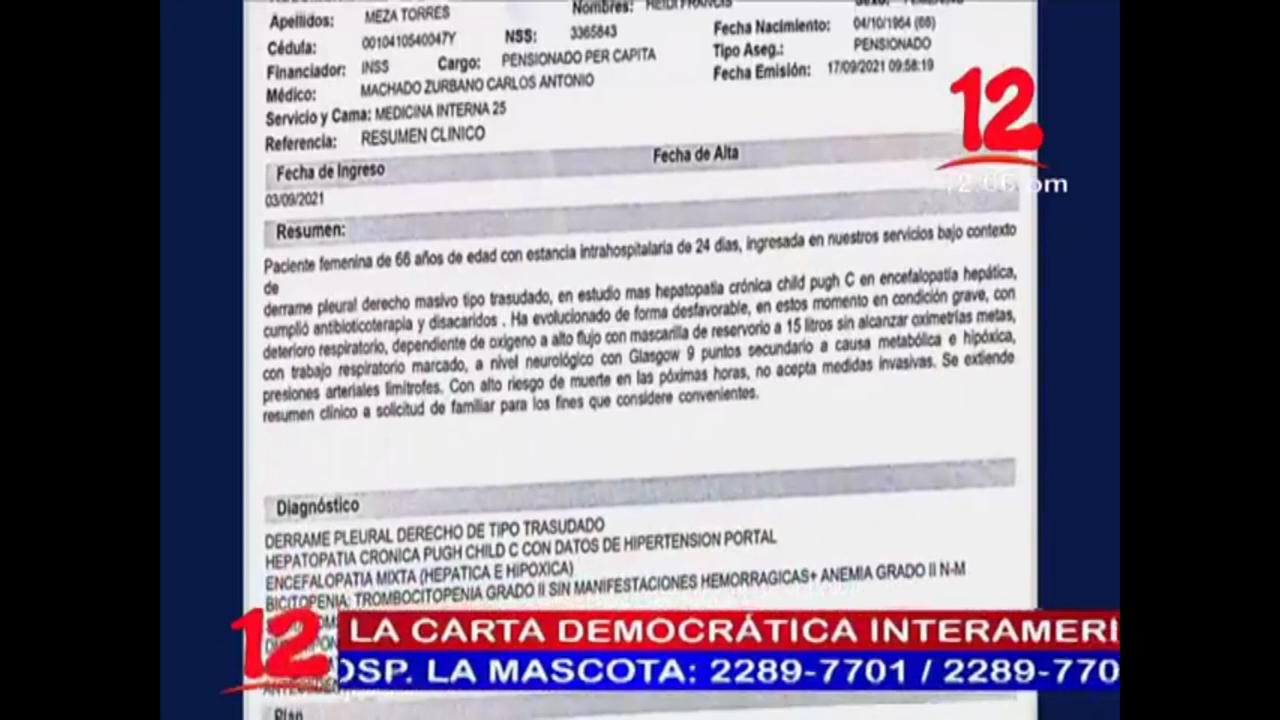 Apellidos: MEZA TORRES Nombres: HEIDI FRANCIS
Cédula: 0010410540047Y NSS: 3365843 Fecha Nacimiento: 04/10/1954 (66)
Financiador: INSS Cargo: PENSIONADO PER CAPITA Tipo Aseg.: PENSIONADO
Médico: MACHADO ZURBANO CARLOS ANTONIO Fecha Emisión: 17/09/2021 09:58:19
Servicio y Cama: MEDICINA INTERNA 25
Referencia: RESUMEN CLINICO
12
pm
Fecha de Ingreso Fecha de Alta
03/09/2021
Resumen:
Paciente femenina de 66 años de edad con estancia intrahospitalaria de 24 dias, ingresada en nuestros servicios bajo contexto
de
derrame pleural derecho masivo tipo trasudado, en estudio mas hepatopatia crónica child pugh C en encefalopatía hepática,
cumplió antibioticoterapia y disacaridos . Ha evolucionado de forma desfavorable, en estos momento en condición grave, con
deterioro respiratorio, dependiente de oxigeno a alto flujo con mascarilla de reservorio a 15 litros sin alcanzar oximetrías metas,
con trabajo respiratorio marcado, a nivel neurológico con Glasgow 9 puntos secundario a causa metabólica e hipóxica,
presiones arteriales limítrofes. Con alto riesgo de muerte en las póximas horas, no acepta medidas invasivas. Se extiende
resumen clínico a solicitud de familiar para los fines que considere convenientes.
Diagnóstico
DERRAME PLEURAL DERECHO DE TIPO TRASUDADO
HEPATOPATIA CRONICA PUGH CHILD C CON DATOS DE HIPERTENSION PORTAL
ENCEFALOPATIA MIXTA (HEPATICA E HIPOXICA)
BICITOPENIA: TROMBOCITOPENIA GRADO II SIN MANIFESTACIONES HEMORRAGICAS+ ANEMIA GRADO II N-M
12 LA CARTA DEMOCRÁTICA INTERAMERI
OSP. LA MASCOTA: 2289-7701 / 2289-770
Plan